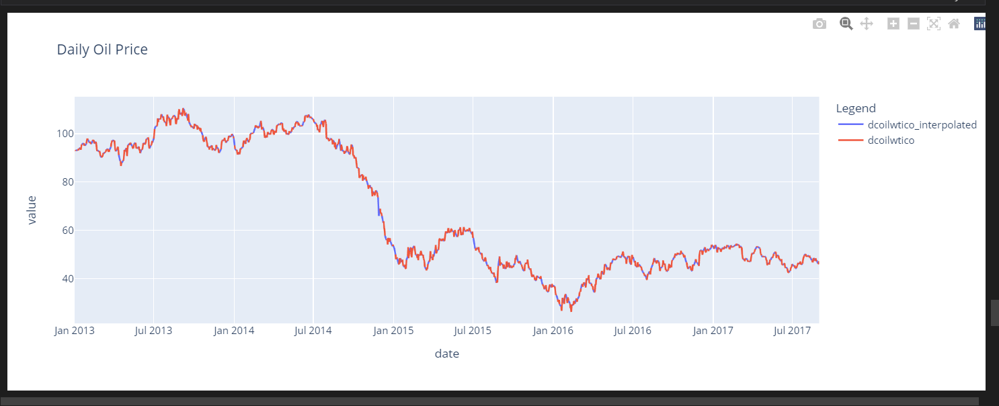 Daily Oil Price
value
100
80
60
40
Jan 2013
Jul 2013
Jan 2014
Jul 2014
Jan 2015
Jul 2015
Jan 2016
Jul 2016
Jan 2017
Jul 2017
date
Legend
dcoilwtico_interpolated
dcoilwtico